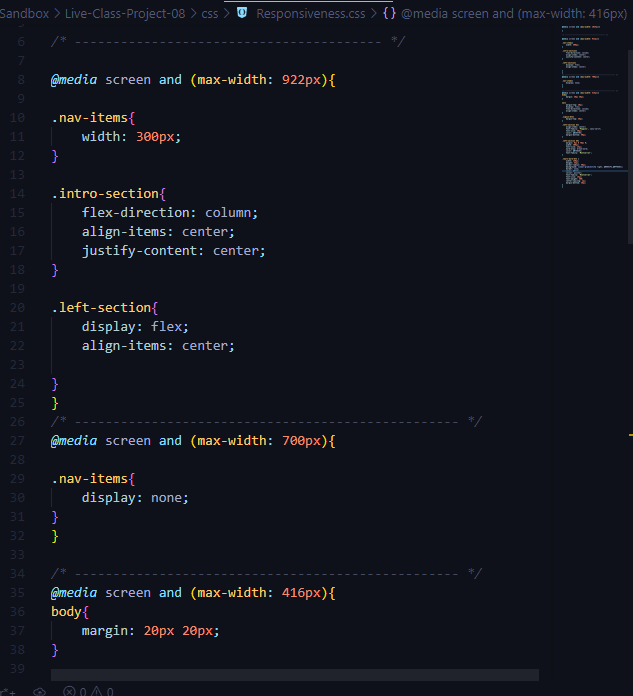 Sandbox > Live-Class-Project-08 > css > Responsiveness.css > {} @media screen and (max-width: 416px)
6 /* ---------------------------------------- */
7
8 @media screen and (max-width: 922px){
9
10 .nav-items{
11 width: 300px;
12 }
13
14 .intro-section{
15 flex-direction: column;
16 align-items: center;
17 justify-content: center;
18 }
19
20 .left-section{
21 display: flex;
22 align-items: center;
23
24 }
25 }
26 /* -------------------------------------------------- */
27 @media screen and (max-width: 700px){
28
29 .nav-items{
30 display: none;
31 }
32 }
33
34 /* -------------------------------------------------- */
35 @media screen and (max-width: 416px){
36 body{
37 margin: 20px 20px;
38 }
39
0 0